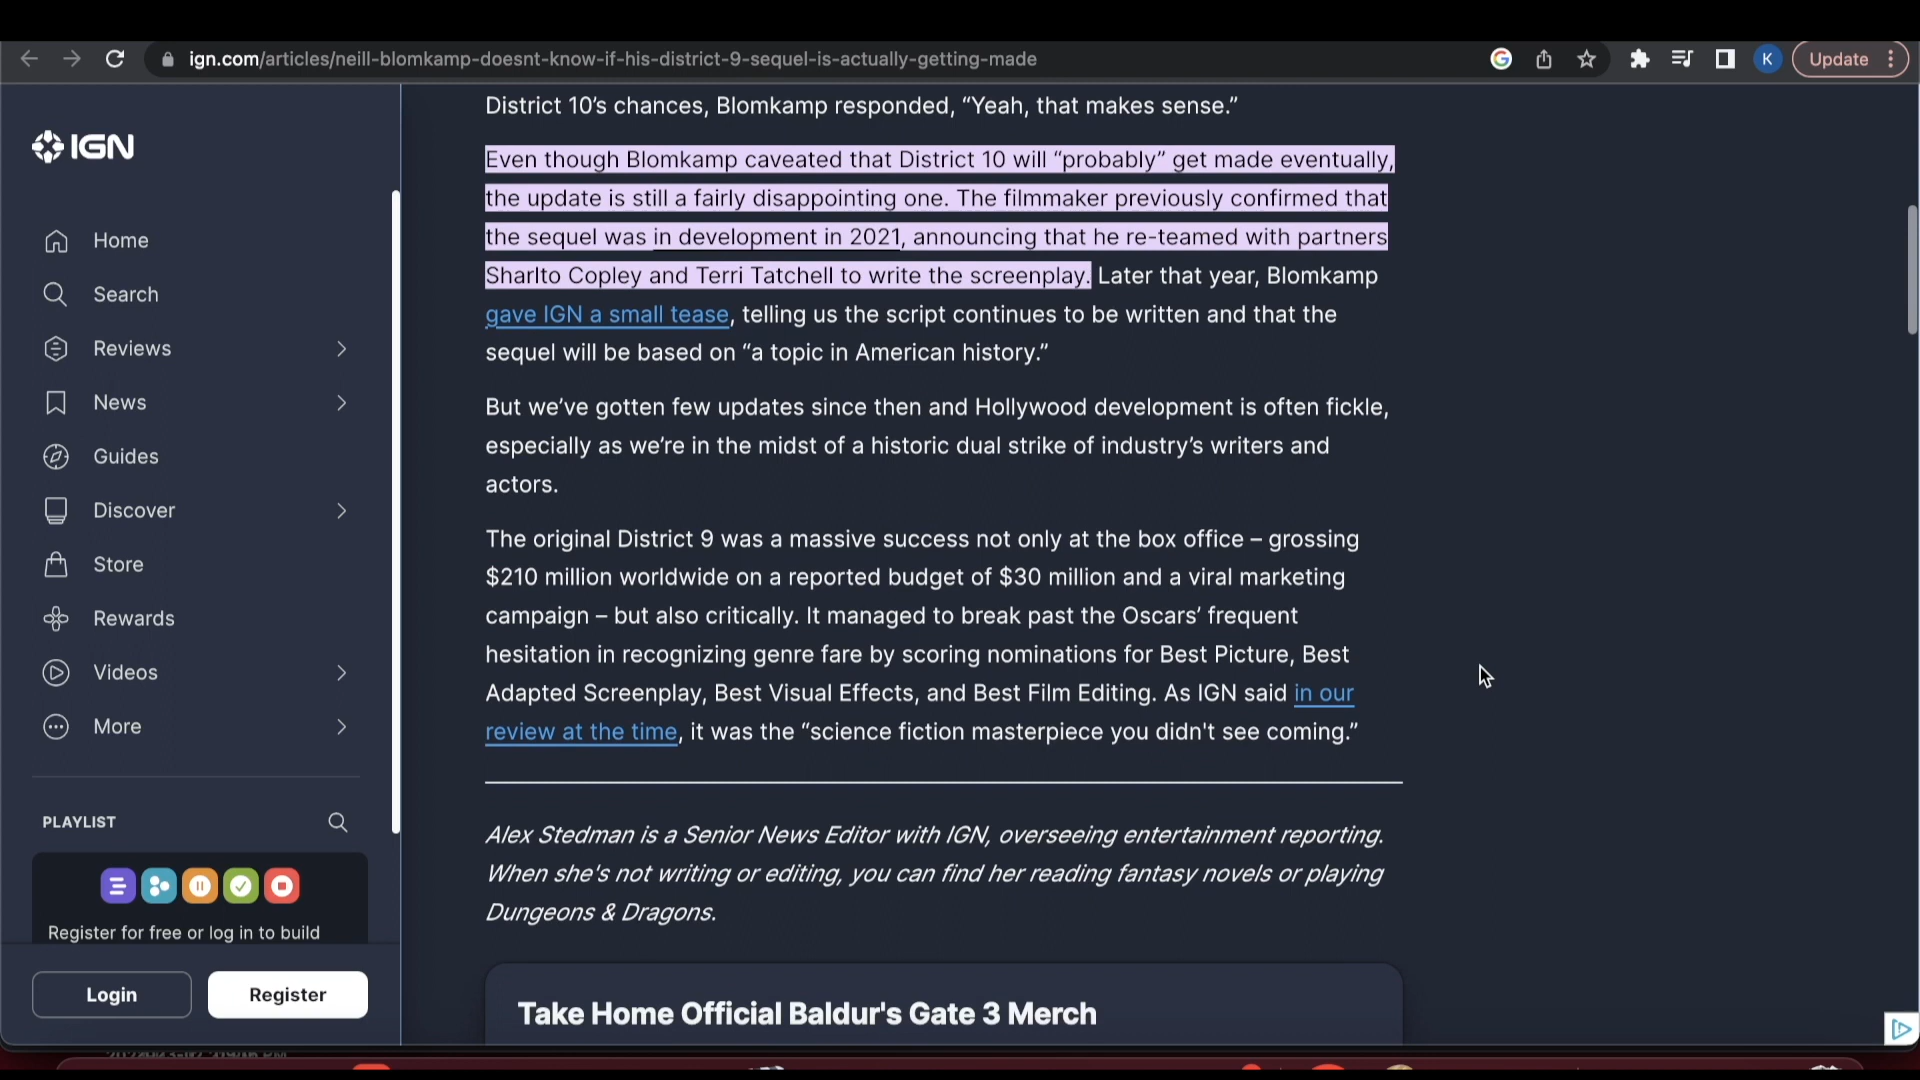 ign.com/articles/neill-blomkamp-doesnt-know-if-his-district-9-sequel-is-actually-getting-made
K
Update
IGN
Home
Search
Reviews
News
Guides
Discover
Store
Rewards
Videos
More
PLAYLIST
Register for free or log in to build
Login
Register
District 10’s chances, Blomkamp responded, “Yeah, that makes sense.”
Even though Blomkamp caveated that District 10 will “probably” get made eventually,
the update is still a fairly disappointing one. The filmmaker previously confirmed that
the sequel was in development in 2021, announcing that he re-teamed with partners
Sharlto Copley and Terri Tatchell to write the screenplay. Later that year, Blomkamp
gave IGN a small tease, telling us the script continues to be written and that the
sequel will be based on “a topic in American history.”
But we’ve gotten few updates since then and Hollywood development is often fickle,
especially as we’re in the midst of a historic dual strike of industry’s writers and
actors.
The original District 9 was a massive success not only at the box office – grossing
$210 million worldwide on a reported budget of $30 million and a viral marketing
campaign – but also critically. It managed to break past the Oscars’ frequent
hesitation in recognizing genre fare by scoring nominations for Best Picture, Best
Adapted Screenplay, Best Visual Effects, and Best Film Editing. As IGN said in our
review at the time, it was the “science fiction masterpiece you didn't see coming.”
Alex Stedman is a Senior News Editor with IGN, overseeing entertainment reporting.
When she's not writing or editing, you can find her reading fantasy novels or playing
Dungeons & Dragons.
Take Home Official Baldur's Gate 3 Merch